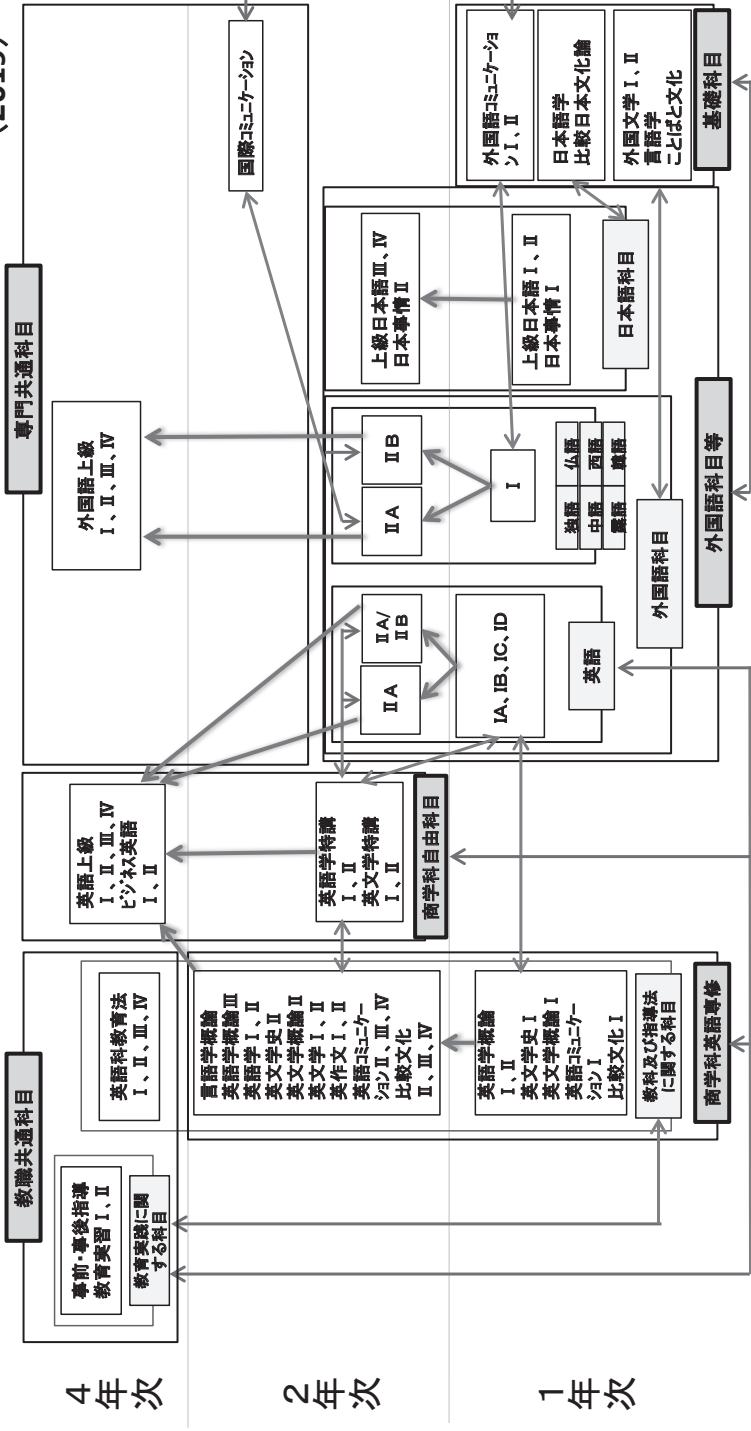 (2019)
教職共通科目
専門共通科目
4年次
2年次
1年次
事前・事後指導
教育実習Ⅰ、Ⅱ
教育実践に関
する科目
英語科教育法
Ⅰ、Ⅱ、Ⅲ、Ⅳ
英語上級
Ⅰ、Ⅱ、Ⅲ、Ⅳ
ビジネス英語
Ⅰ、Ⅱ
外国語上級
Ⅰ、Ⅱ、Ⅲ、Ⅳ
国際コミュニケーション
言語学概論
英語学概論Ⅲ
英語学Ⅰ、Ⅱ
英文学史Ⅱ
英文学概論Ⅱ
英文学Ⅰ、Ⅱ
英作文Ⅰ、Ⅱ
英語コミュニケー
ションⅡ、Ⅲ、Ⅳ
比較文化
Ⅱ、Ⅲ、Ⅳ
英語学特講
Ⅰ、Ⅱ
英文学特講
Ⅰ、Ⅱ
商学科自由科目
ⅡA
ⅡA/
ⅡB
ⅡA
ⅡB
上級日本語Ⅲ、Ⅳ
日本事情Ⅱ
英語学概論
Ⅰ、Ⅱ
英文学史Ⅰ
英文学概論Ⅰ
英語コミュニケー
ションⅠ
比較文化Ⅰ
教科及び指導法
に関する科目
商学科英語専修
IA、IB、IC、ID
英語
Ⅰ
独語
仏語
中語
西語
露語
韓語
外国語科目
上級日本語Ⅰ、Ⅱ
日本事情Ⅰ
日本語科目
外国語科目等
外国語コミュニケーショ
ンⅠ、Ⅱ
日本語学
比較日本文化論
外国文学Ⅰ、Ⅱ
言語学
ことばと文化
基礎科目